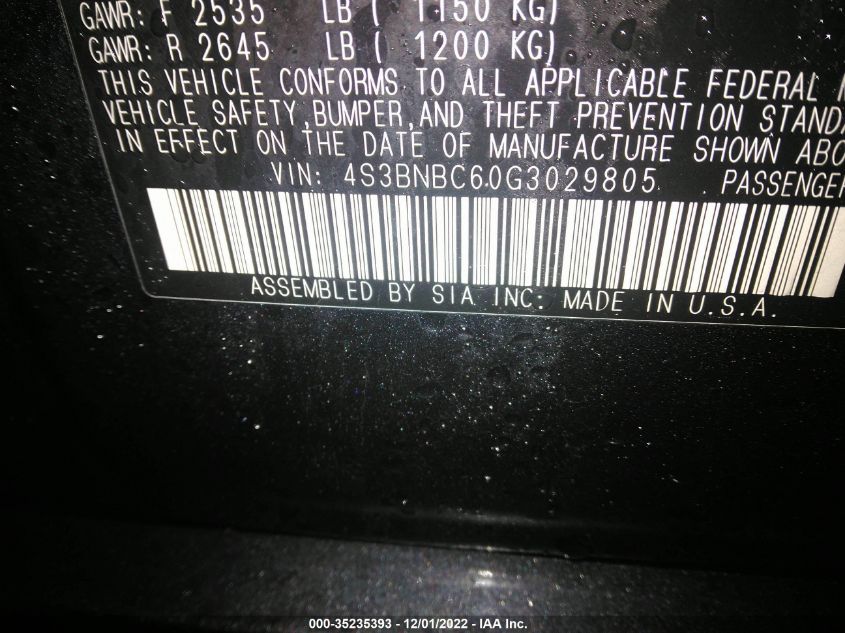 GAWR: F 2535 LB ( 1150 KG)
GAWR: R 2645 LB ( 1200 KG)
THIS VEHICLE CONFORMS TO ALL APPLICABLE FEDERAL
VEHICLE SAFETY, BUMPER, AND THEFT PREVENTION STANDA
IN EFFECT ON THE DATE OF MANUFACTURE SHOWN ABO
VIN: 4S3BNBC60G3029805 PASSENGER
ASSEMBLED BY SIA INC: MADE IN U.S.A.
000-35235393 - 12/01/2022 - IAA Inc.